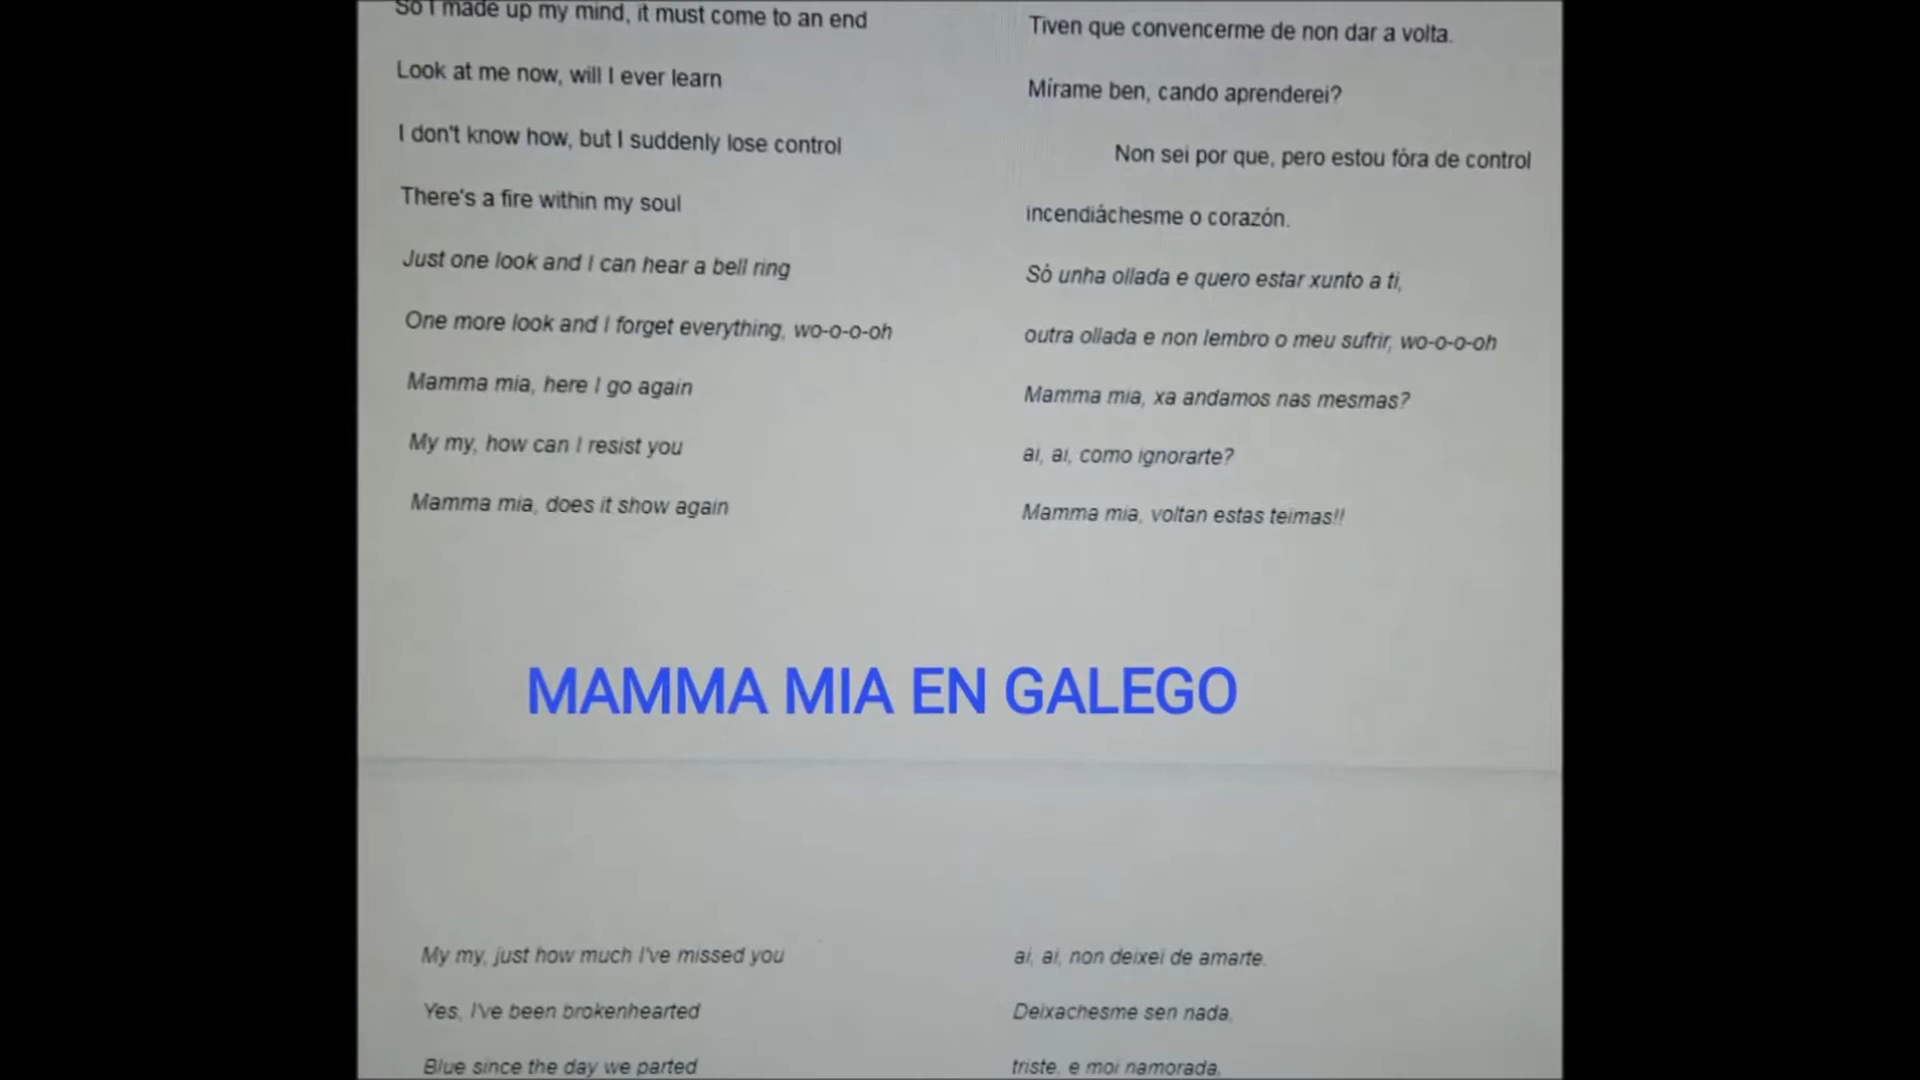 So I made up my mind, it must come to an end
Look at me now, will I ever learn
I don't know how, but I suddenly lose control
There's a fire within my soul
Just one look and I can hear a bell ring
One more look and I forget everything, wo-o-o-oh
Mamma mia, here I go again
My my, how can I resist you
Mamma mia, does it show again
Tiven que convencerme de non dar a volta.
Mírame ben, cando aprenderei?
Non sei por que, pero estou fóra de control
incendiáchesme o corazón.
Só unha ollada e quero estar xunto a ti,
outra ollada e non lembro o meu sufrir, wo-o-o-oh
Mamma mia, xa andamos nas mesmas?
ai, ai, como ignorarte?
Mamma mia, voltan estas teimas!!
MAMMA MIA EN GALEGO
My my, just how much I've missed you
Yes, I've been brokenhearted
Blue since the day we parted
ai, ai, non deixei de amarte.
Deixachesme sen nada,
triste, e moi namorada,